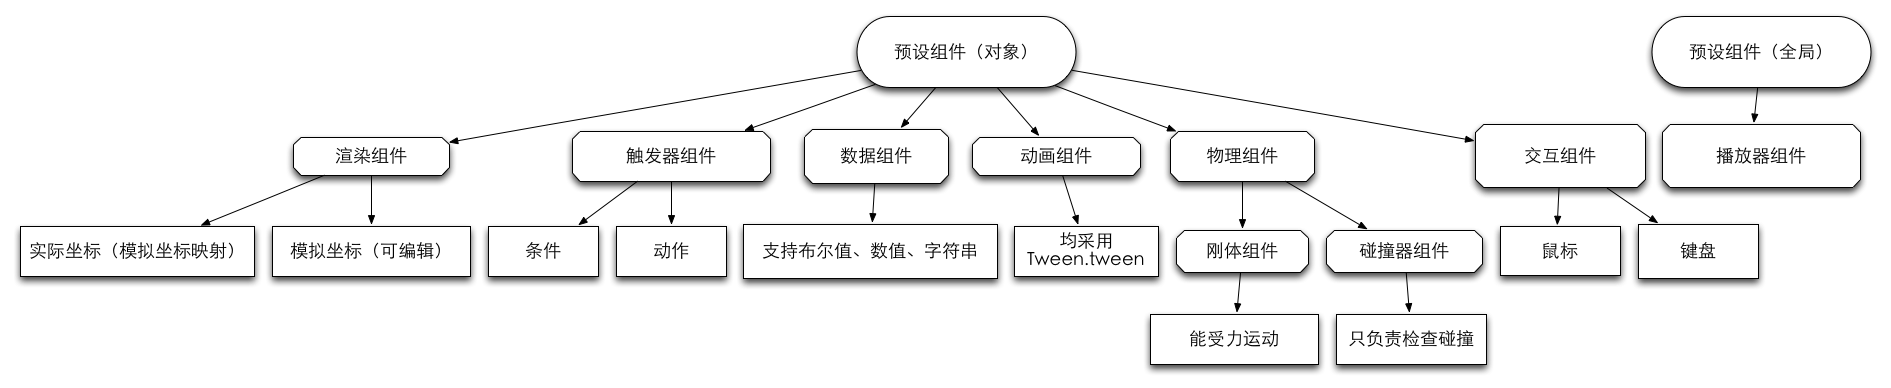 预设组件（对象）
预设组件（全局）
渲染组件
触发器组件
数据组件
动画组件
物理组件
交互组件
播放器组件
实际坐标（模拟坐标映射）
模拟坐标（可编辑）
条件
动作
支持布尔值、数值、字符串
均采用
Tween.tween
刚体组件
碰撞器组件
鼠标
键盘
能受力运动
只负责检查碰撞